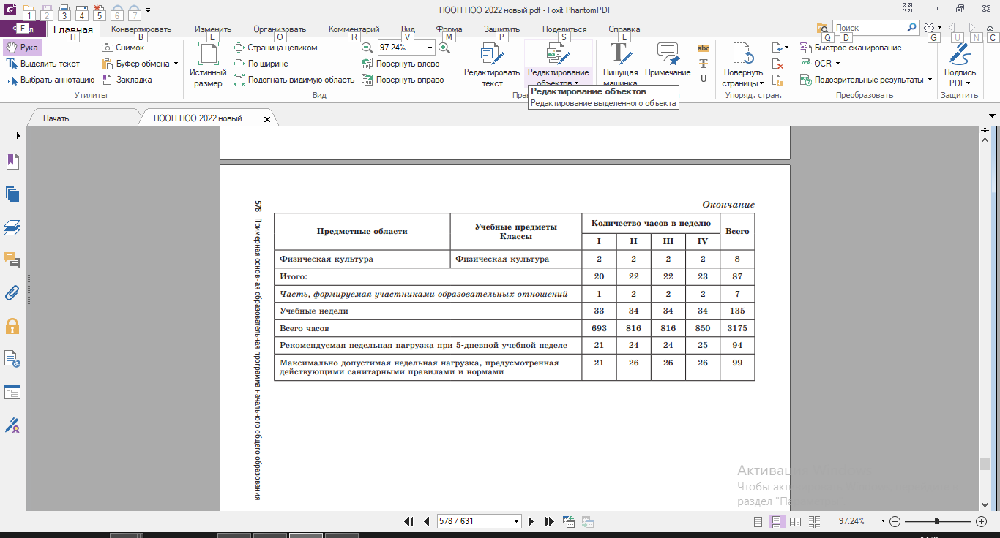 1 2 3 4 5 6 7
ПООП НОО 2022 новый.pdf - Foxit PhantomPDF
F Главная Конвертировать Изменить Организовать Комментарий Вид Форма Защитить Поделиться Справка Поиск
H B E O R V M P S L Q D G U N C
Рука Снимок Страница целиком 97.24% abc Быстрое сканирование
Выделить текст Буфер обмена По ширине Повернуть влево T OCR
Выбрать аннотацию Закладка Подогнать видимую область Повернуть вправо U Подозрительные результаты
Истинный размер
Редактировать текст
Редактирование объектов
Пишущая машинка
Примечание
Повернуть страницы
Подпись PDF
Утилиты Вид Упоряд. стран. Преобразовать Защитить
Редактирование объектов
Редактирование выделенного объекта
Начать ПООП НОО 2022 новый....
578 Примерная основная образовательная программа начального общего образования
Окончание
Предметные области Учебные предметы Классы Количество часов в неделю Всего
I II III IV
Физическая культура Физическая культура 2 2 2 2 8
Итого: 20 22 22 23 87
Часть, формируемая участниками образовательных отношений 1 2 2 2 7
Учебные недели 33 34 34 34 135
Всего часов 693 816 816 850 3175
Рекомендуемая недельная нагрузка при 5-дневной учебной неделе 21 24 24 25 94
Максимально допустимая недельная нагрузка, предусмотренная 21 26 26 26 99
действующими санитарными правилами и нормами
Чтобы
раздел
578 / 631 97.24%